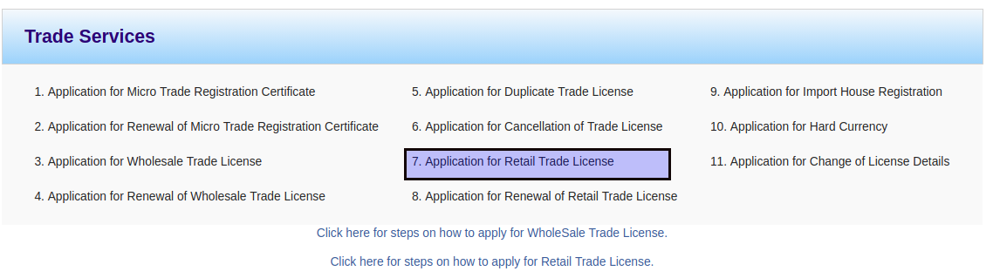 Trade Services
1. Application for Micro Trade Registration Certificate
2. Application for Renewal of Micro Trade Registration Certificate
3. Application for Wholesale Trade License
4. Application for Renewal of Wholesale Trade License
5. Application for Duplicate Trade License
6. Application for Cancellation of Trade License
7. Application for Retail Trade License
8. Application for Renewal of Retail Trade License
9. Application for Import House Registration
10. Application for Hard Currency
11. Application for Change of License Details
Click here for steps on how to apply for WholeSale Trade License.
Click here for steps on how to apply for Retail Trade License.